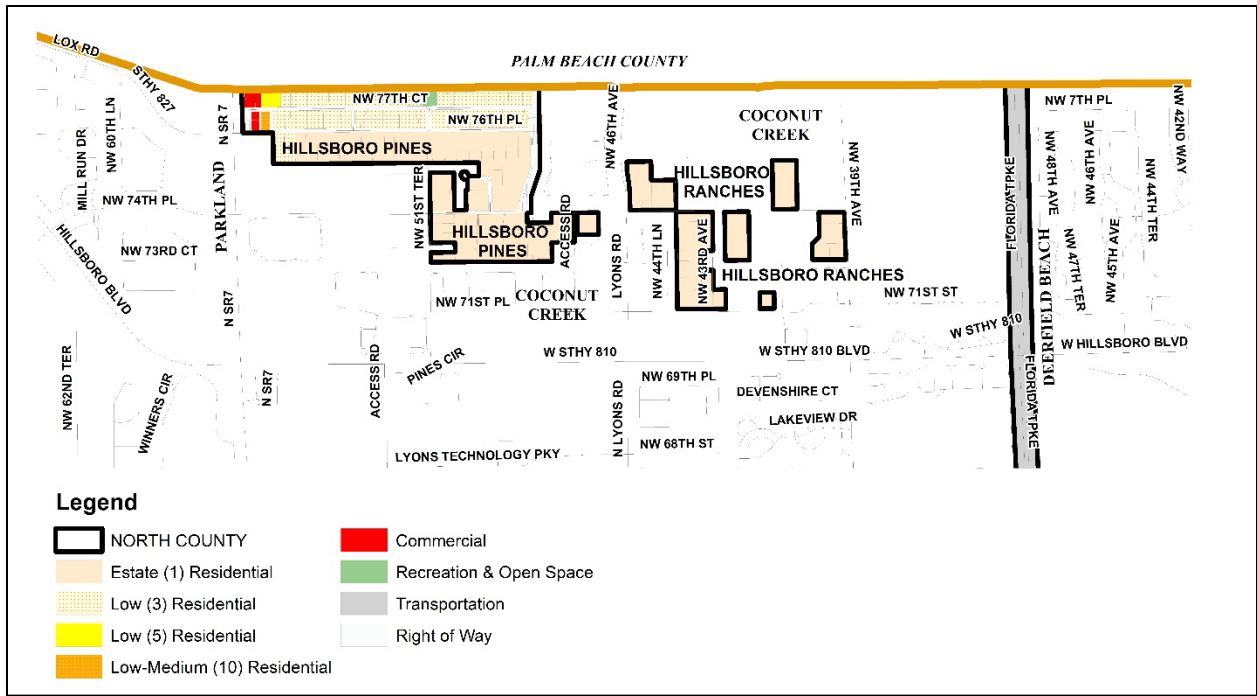 LOX RD
STHY 827
PALM BEACH COUNTY
NW 60TH LN
N SR 7
NW 77TH CT
NW 76TH PL
NW 46TH AVE
COCONUT
CREEK
NW 7TH PL
NW 42ND WAY
MILL RUN DR
HILLSBORO PINES
HILLSBORO
RANCHES
NW 39TH AVE
FLORIDA TPKE
NW 48TH AVE
NW 46TH AVE
NW 44TH TER
NW 74TH PL
PARKLAND
NW 51ST TER
HILLSBORO
PINES
ACCESS RD
HILLSBORO BLVD
NW 73RD CT
LYONS RD
NW 44TH LN
NW 43RD AVE
HILLSBORO RANCHES
NW 47TH TER
NW 45TH AVE
N SR7
NW 71ST PL
COCONUT
CREEK
NW 71ST ST
DEERFIELD BEACH
W STHY 810
NW 62ND TER
WINNERS CIR
N SR7
ACCESS RD
PINES CIR
W STHY 810
W STHY 810 BLVD
W HILLSBORO BLVD
NW 69TH PL
DEVENSHIRE CT
FLORIDA TPKE
LAKEVIEW DR
N LYONS RD
NW 68TH ST
LYONS TECHNOLOGY PKY
Legend
NORTH COUNTY
Estate (1) Residential
Low (3) Residential
Low (5) Residential
Low-Medium (10) Residential
Commercial
Recreation & Open Space
Transportation
Right of Way